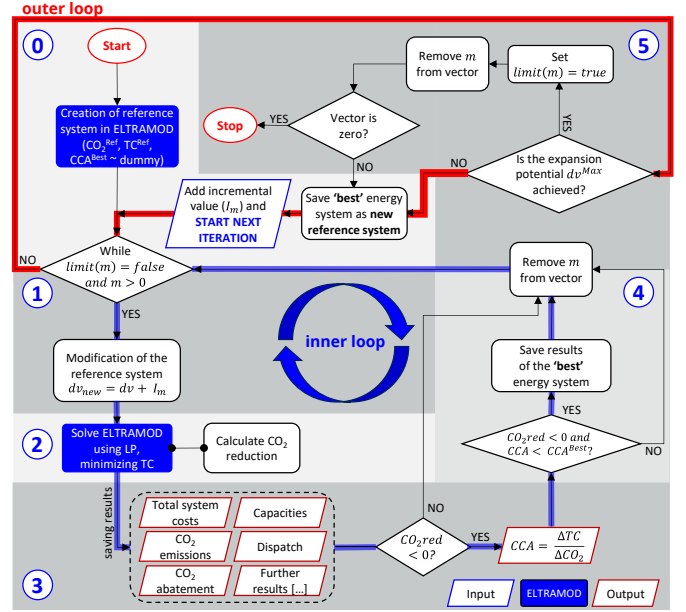 outer loop
0
Start
Creation of reference
system in ELTRAMOD
(CO₂ᴿᵉᶠ, TCᴿᵉᶠ,
CCAᴮᵉˢᵗ ~ dummy)
5
Remove m
from vector
Set
limit(m) = true
YES
Stop
YES
Vector is
zero?
NO
Is the expansion
potential dvᴹᵃˣ
achieved?
NO
Save ‘best’ energy
system as new
reference system
Add incremental
value (Iₘ) and
START NEXT
ITERATION
While
limit(m) = false
and m > 0
NO
1
YES
Modification of the
reference system
dvₙₑᵥᵥ = dv + Iₘ
inner loop
Remove m
from vector
4
Save results
of the ‘best’
energy system
YES
CO₂red < 0 and
CCA < CCAᴮᵉˢᵗ?
NO
2
Solve ELTRAMOD
using LP,
minimizing TC
Calculate CO₂
reduction
saving results
Total system
costs
Capacities
CO₂
emissions
Dispatch
CO₂
abatement
Further
results [...]
NO
CO₂red
< 0?
YES
CCA = ΔTC / ΔCO₂
3
Input
ELTRAMOD
Output